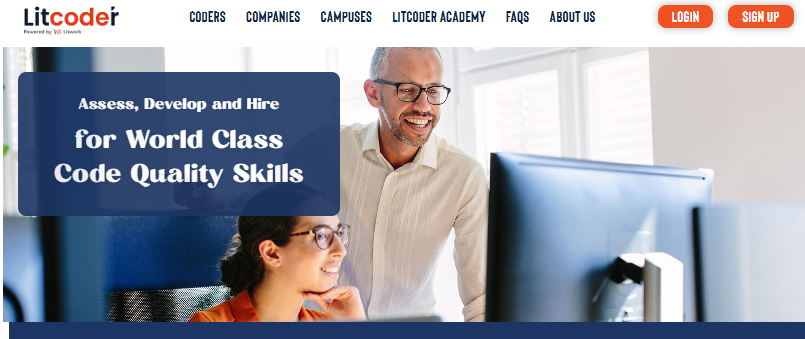 Litcoder
Powered by Litwork
CODERS COMPANIES CAMPUSES LITCODER ACADEMY FAQS ABOUT US LOGIN SIGN UP
Assess, Develop and Hire
for World Class
Code Quality Skills